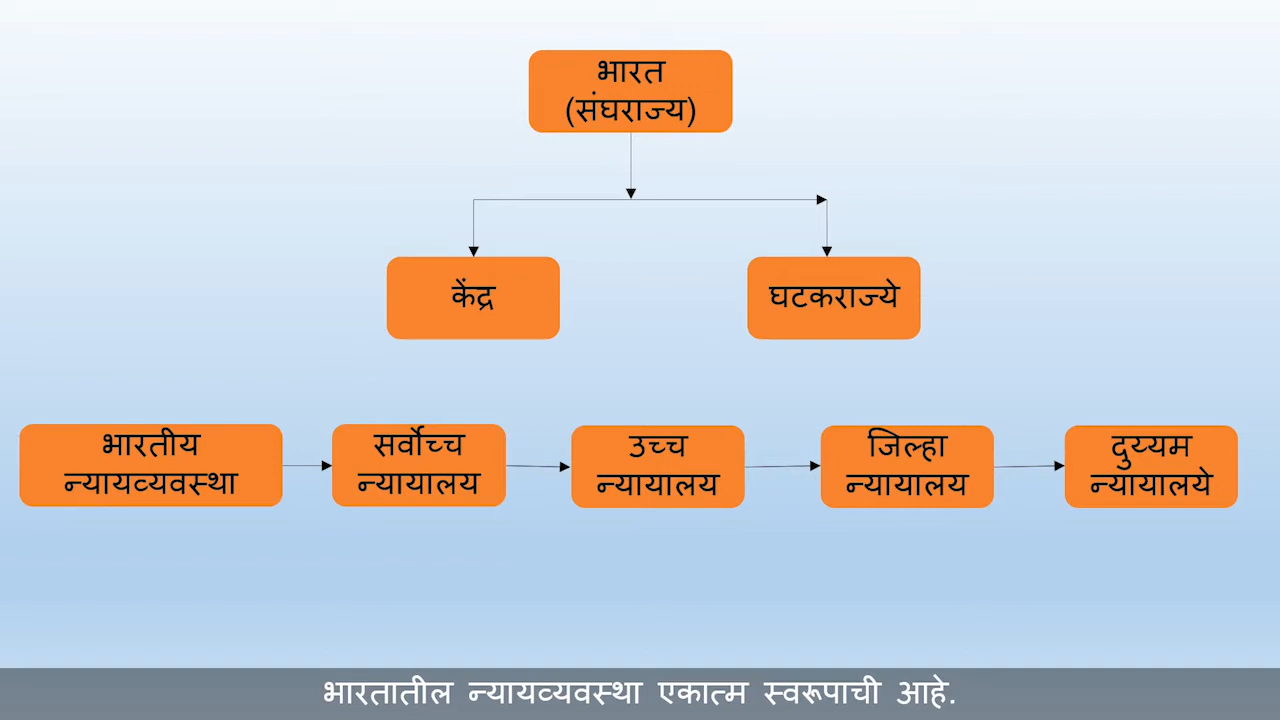 भारत
(संघराज्य)
केंद्र
घटकराज्ये
भारतीय
न्यायव्यवस्था
सर्वोच्च
न्यायालय
उच्च
न्यायालय
जिल्हा
न्यायालय
दुय्यम
न्यायालये
भारतातील न्यायव्यवस्था एकात्म स्वरूपाची आहे.